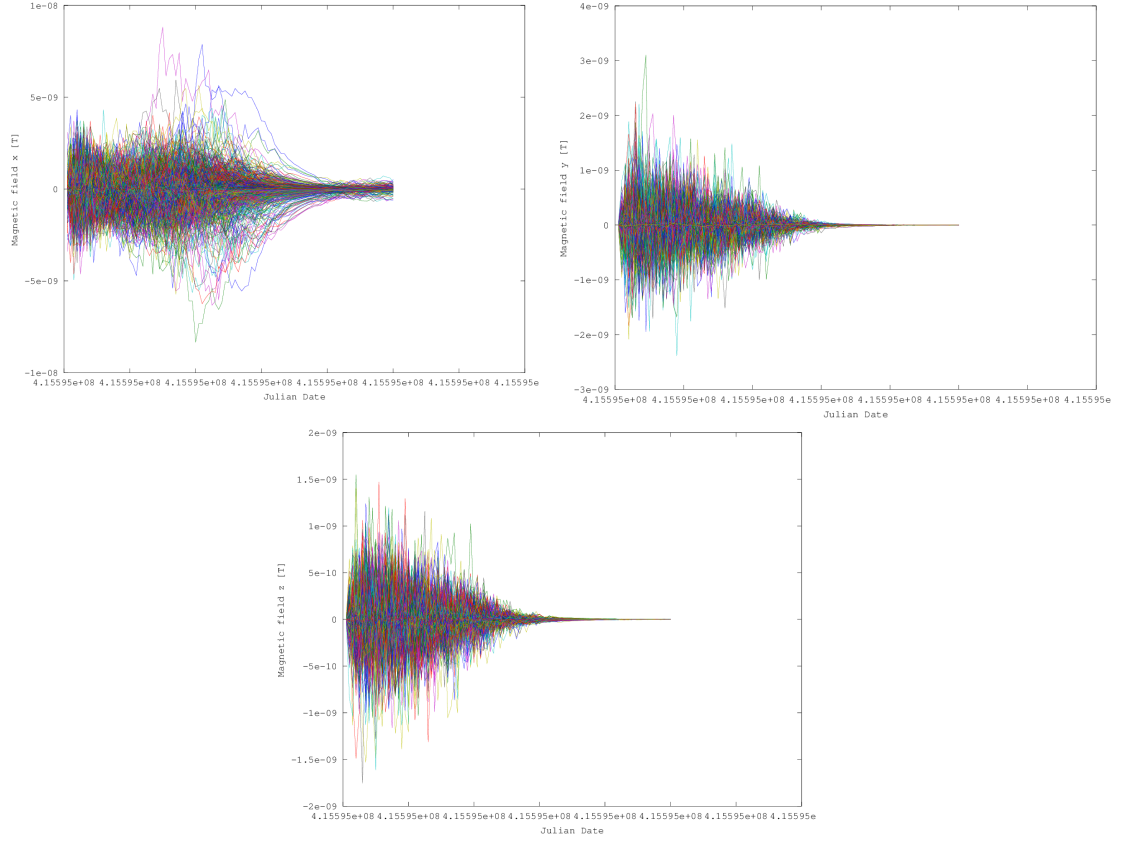 1e-08
5e-09
0
-5e-09
-1e-08
Magnetic field x [T]
4.15595e+08 4.15595e+08 4.15595e+08 4.15595e+08 4.15595e+08 4.15595e+08 4.15595e+08 4.15595e
Julian Date
4e-09
3e-09
2e-09
1e-09
0
-1e-09
-2e-09
-3e-09
Magnetic field y [T]
4.15595e+08 4.15595e+08 4.15595e+08 4.15595e+08 4.15595e+08 4.15595e+08 4.15595e+08 4.15595e
Julian Date
2e-09
1.5e-09
1e-09
5e-10
0
-5e-10
-1e-09
-1.5e-09
-2e-09
Magnetic field z [T]
4.15595e+08 4.15595e+08 4.15595e+08 4.15595e+08 4.15595e+08 4.15595e+08 4.15595e+08 4.15595e
Julian Date